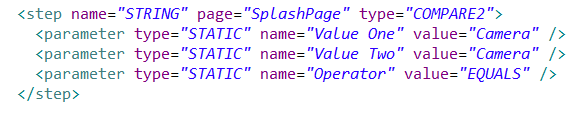 <step name="STRING" page="SplashPage" type="COMPARE2">
<parameter type="STATIC" name="Value One" value="Camera" />
<parameter type="STATIC" name="Value Two" value="Camera" />
<parameter type="STATIC" name="Operator" value="EQUALS" />
</step>